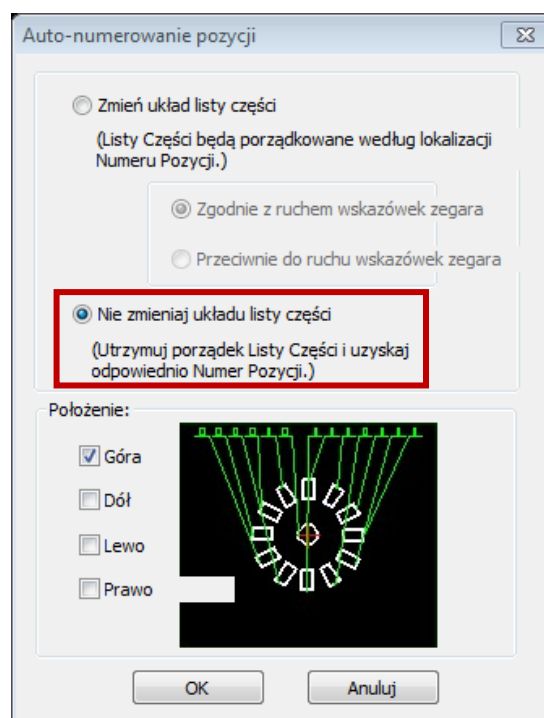 Auto-numerowanie pozycji
Zmień układ listy części
(Listy Części będą porządkowane według lokalizacji
Numeru Pozycji.)
Zgodnie z ruchem wskazówek zegara
Przeciwnie do ruchu wskazówek zegara
Nie zmieniaj układu listy części
(Utrzymuj porządek Listy Części i uzyskaj
odpowiednio Numer Pozycji.)
Położenie:
Góra
Dół
Lewo
Prawo
OK
Anuluj